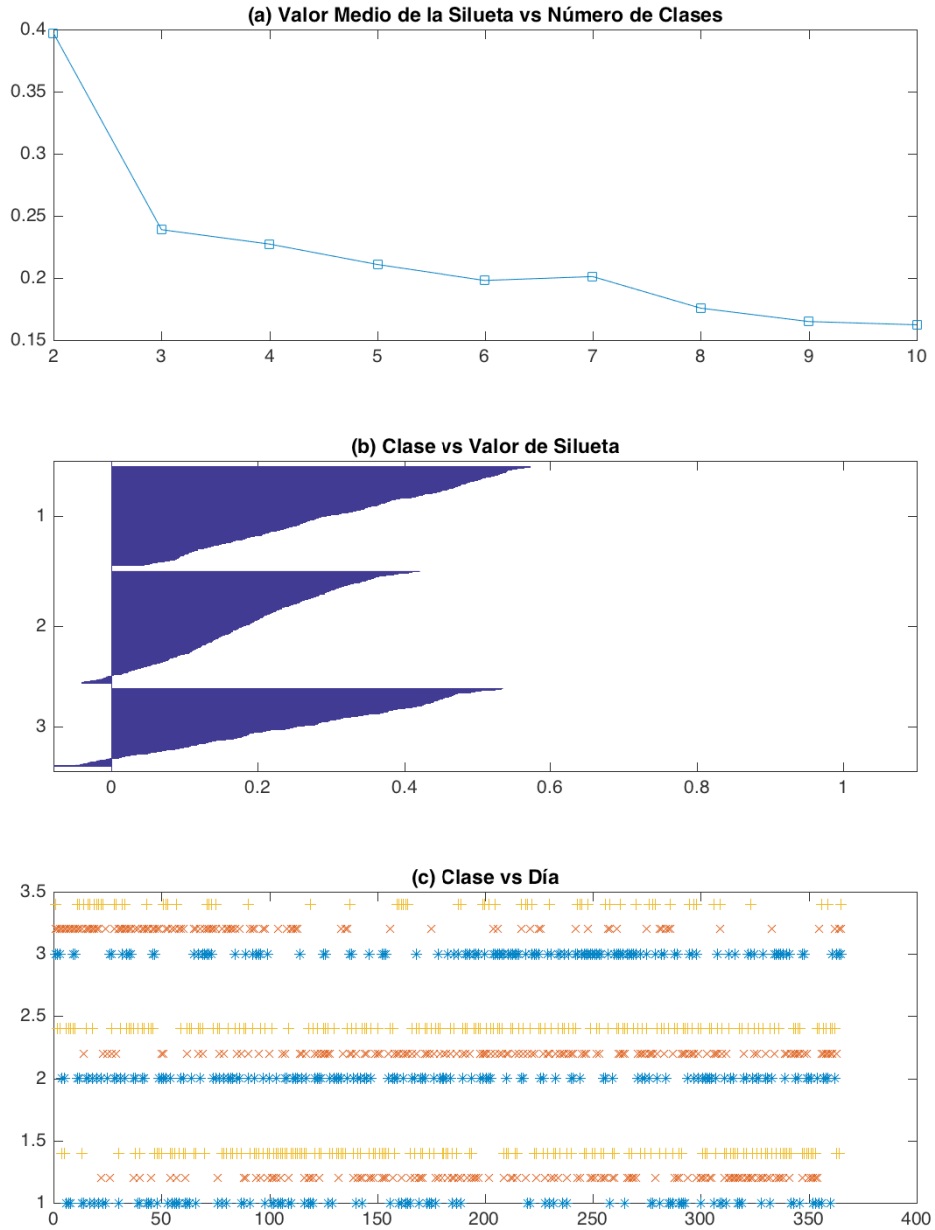 (a) Valor Medio de la Silueta vs Número de Clases
0.4
0.35
0.3
0.25
0.2
0.15
2 3 4 5 6 7 8 9 10
(b) Clase vs Valor de Silueta
1
2
3
0 0.2 0.4 0.6 0.8 1
(c) Clase vs Día
3.5
3
2.5
2
1.5
1
0 50 100 150 200 250 300 350 400